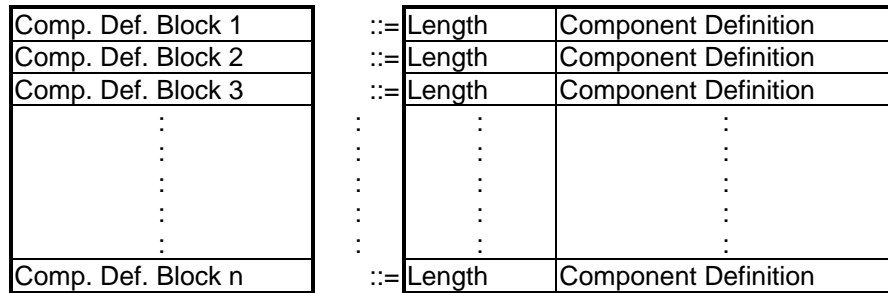 Comp. Def. Block 1 ::= Length Component Definition
Comp. Def. Block 2 ::= Length Component Definition
Comp. Def. Block 3 ::= Length Component Definition
: : : :
: : : :
: : : :
: : : :
: : : :
Comp. Def. Block n ::= Length Component Definition